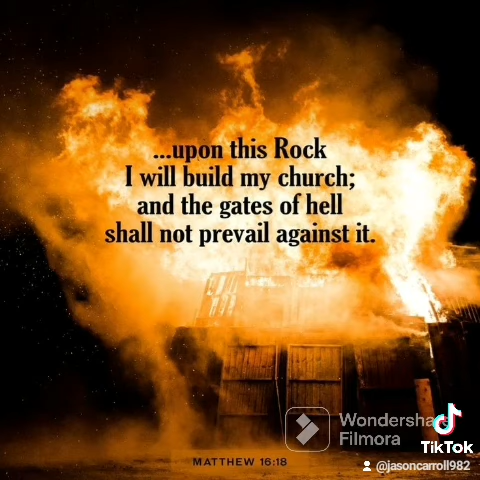 ...upon this Rock
I will build my church;
and the gates of hell
shall not prevail against it.
Wondershare
Filmora
TikTok
MATTHEW 16:18
@jasoncarroll982